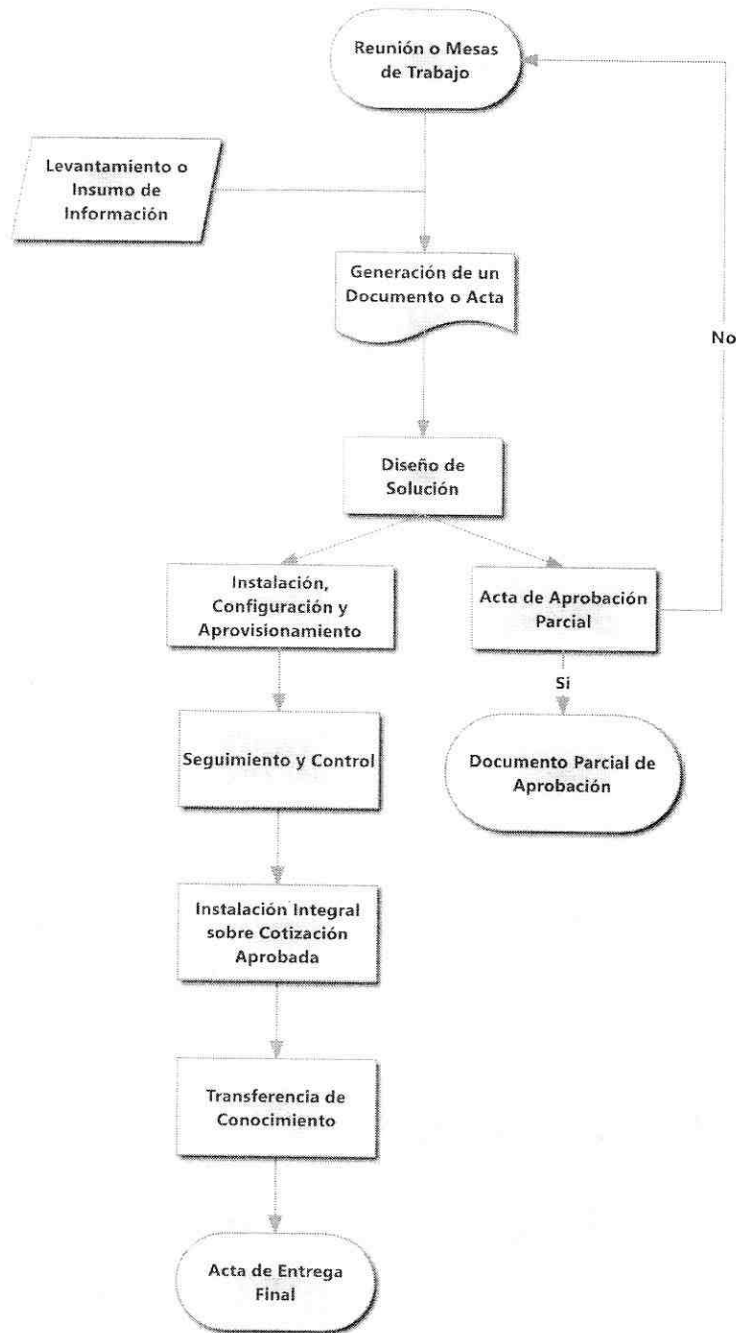 Reunión o Mesas
de Trabajo
Levantamiento o
Insumo de
Información
Generación de un
Documento o Acta
No
Diseño de
Solución
Instalación,
Configuración y
Aprovisionamiento
Acta de Aprobación
Parcial
Si
Seguimiento y Control
Documento Parcial de
Aprobación
Instalación Integral
sobre Cotización
Aprobada
Transferencia de
Conocimiento
Acta de Entrega
Final